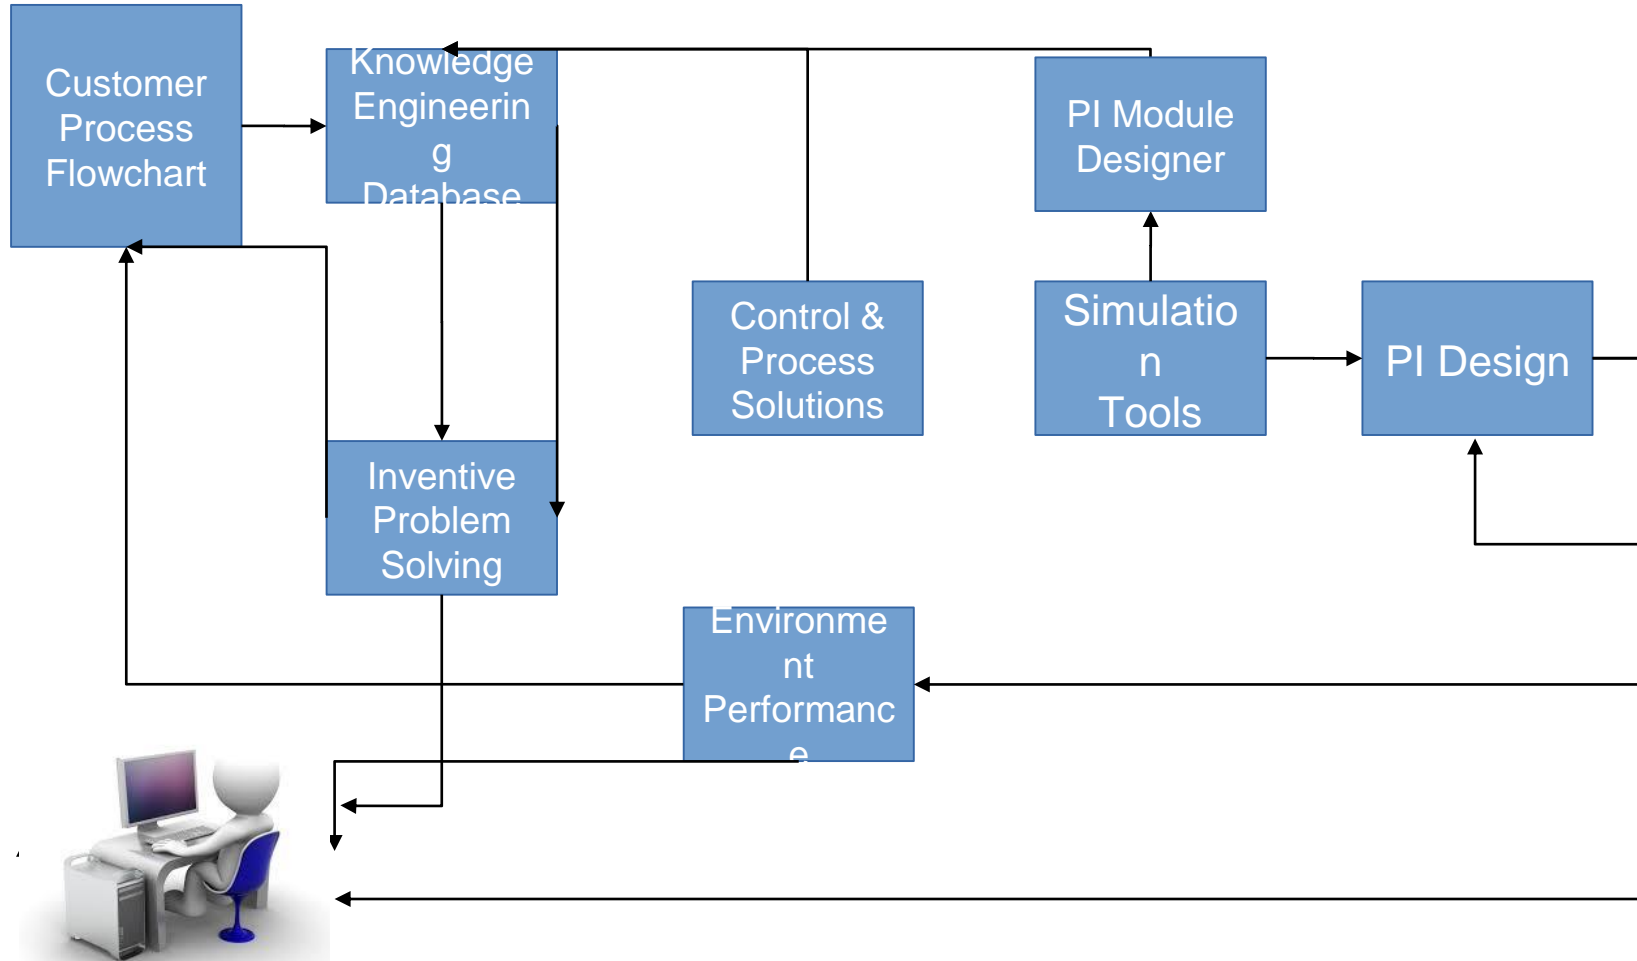 Customer
Process
Flowchart
Knowledge
Engineerin
g
Database
PI Module
Designer
Control &
Process
Solutions
Simulatio
n
Tools
PI Design
Inventive
Problem
Solving
Environme
nt
Performanc
e